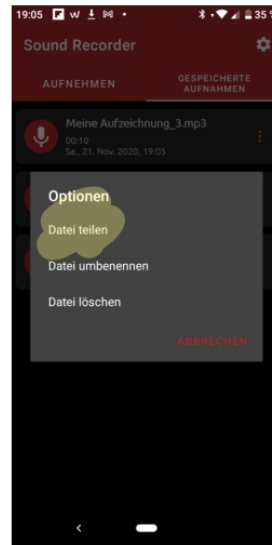 19:05
35 %
Sound Recorder
AUFNEHMEN
GESPEICHERTE
AUFNAHMEN
Meine Aufzeichnung_3.mp3
00:10
Sa., 21. Nov. 2020, 19:05
Optionen
Datei teilen
Datei umbenennen
Datei löschen
ABBRECHEN